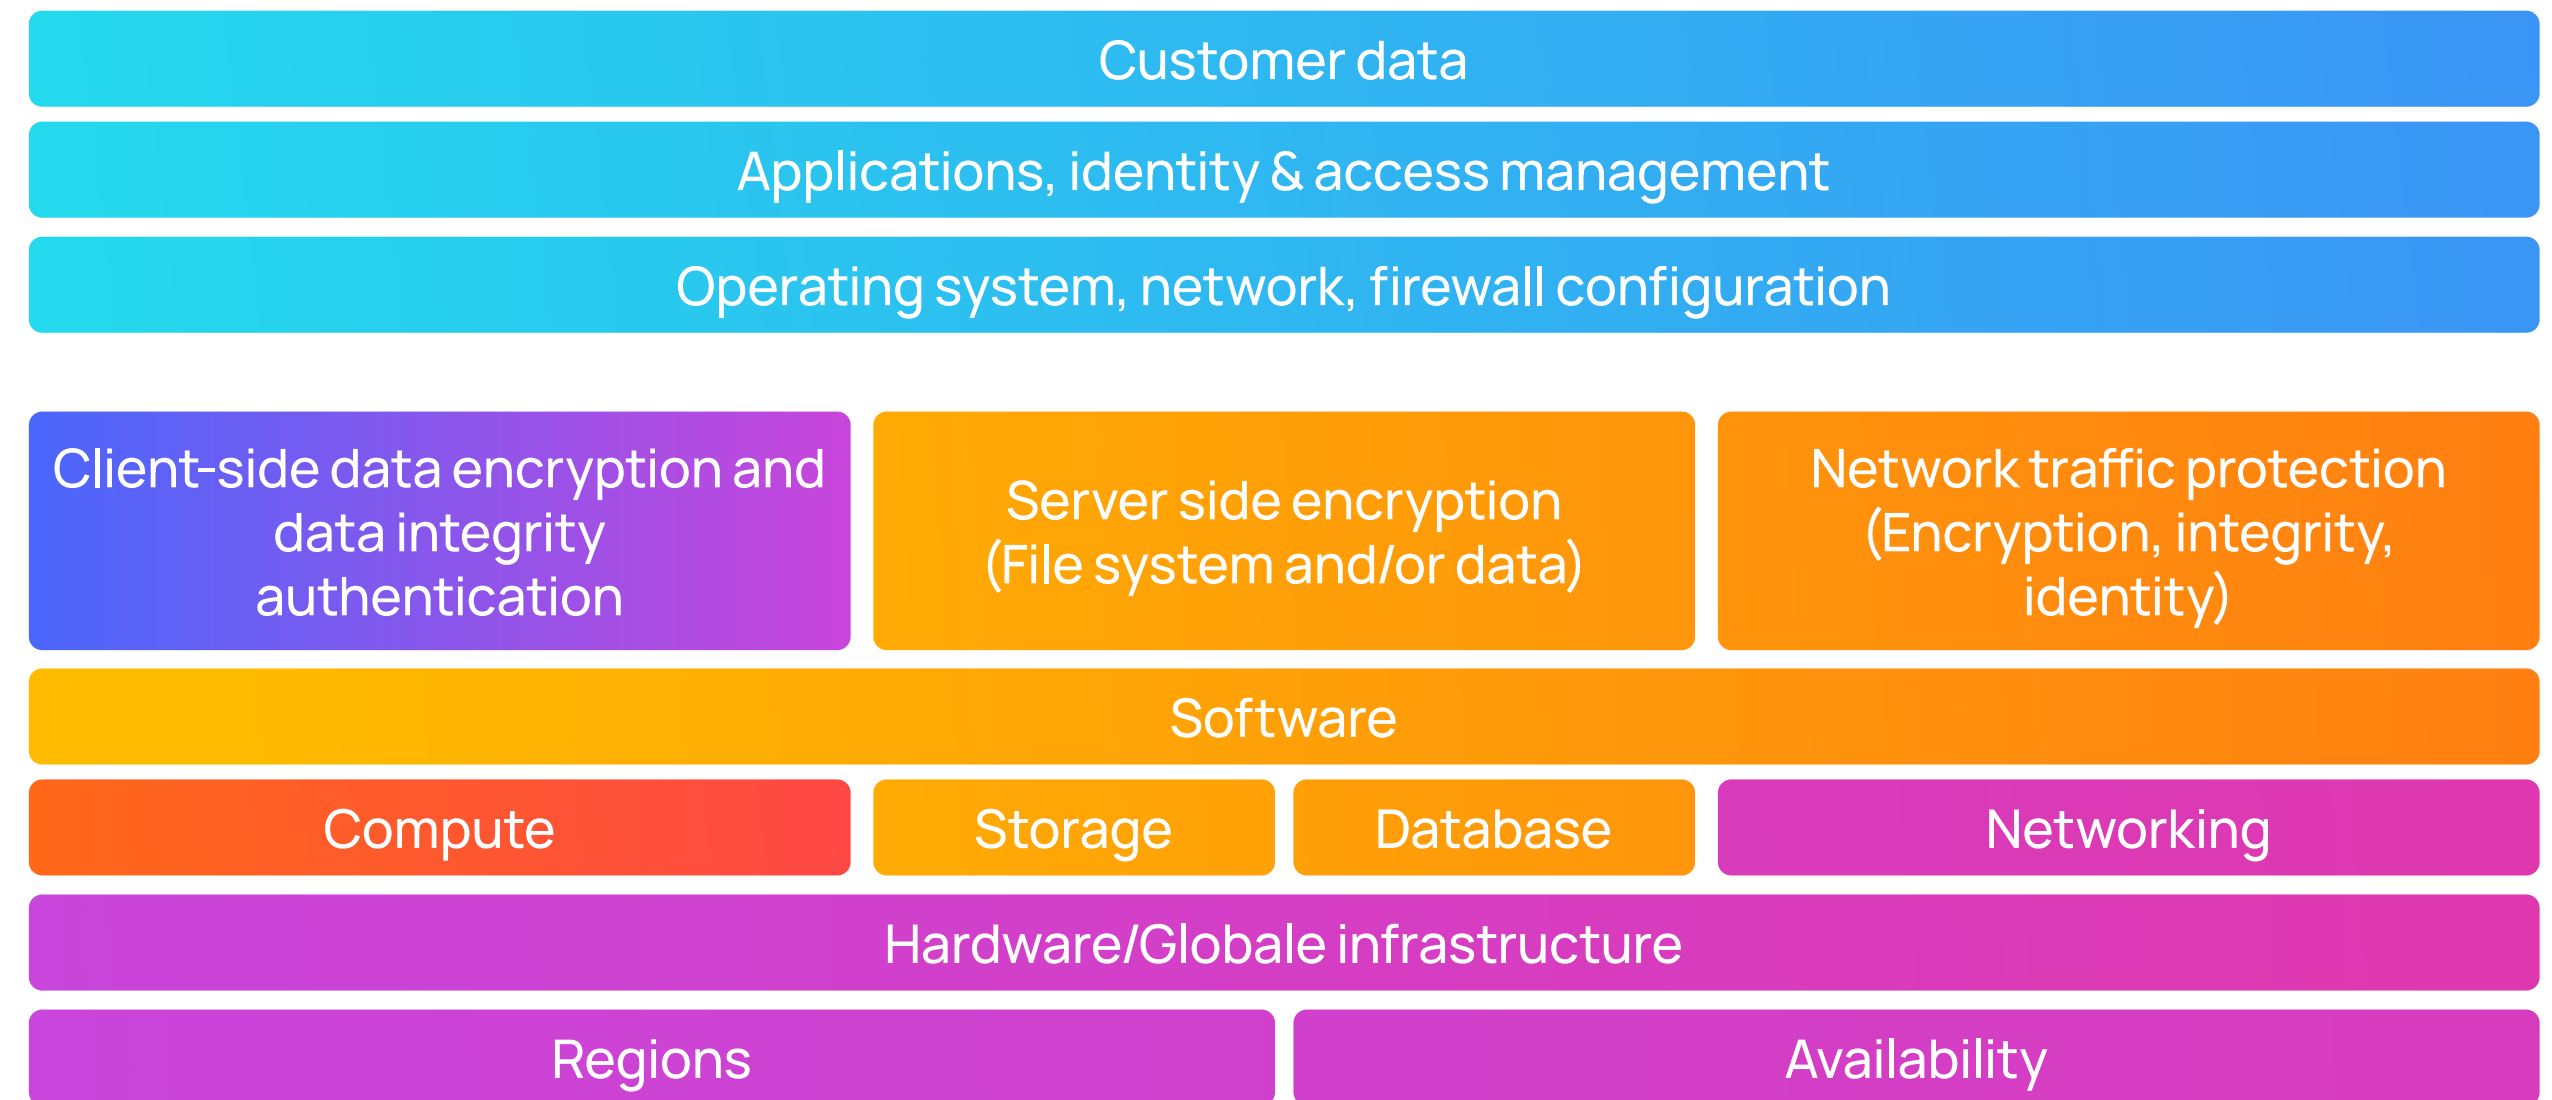 Customer data
Applications, identity & access management
Operating system, network, firewall configuration
Client-side data encryption and
data integrity
authentication
Server side encryption
(File system and/or data)
Network traffic protection
(Encryption, integrity,
identity)
Software
Compute
Storage
Database
Networking
Hardware/Globale infrastructure
Regions
Availability